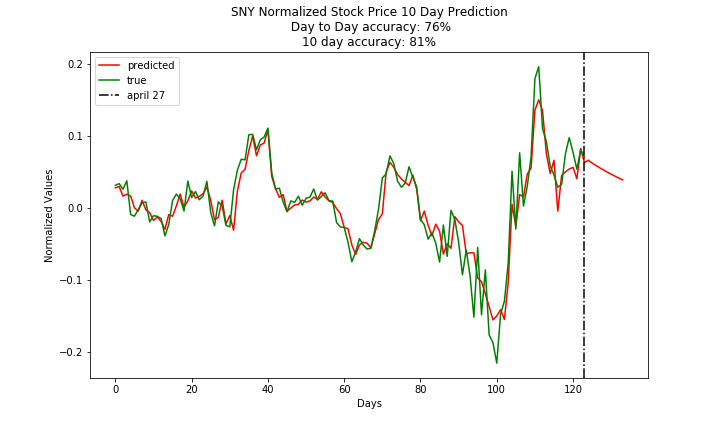 SNY Normalized Stock Price 10 Day Prediction
Day to Day accuracy: 76%
10 day accuracy: 81%
predicted
true
april 27
Normalized Values
0.2
0.1
0.0
−0.1
−0.2
0 20 40 60 80 100 120
Days